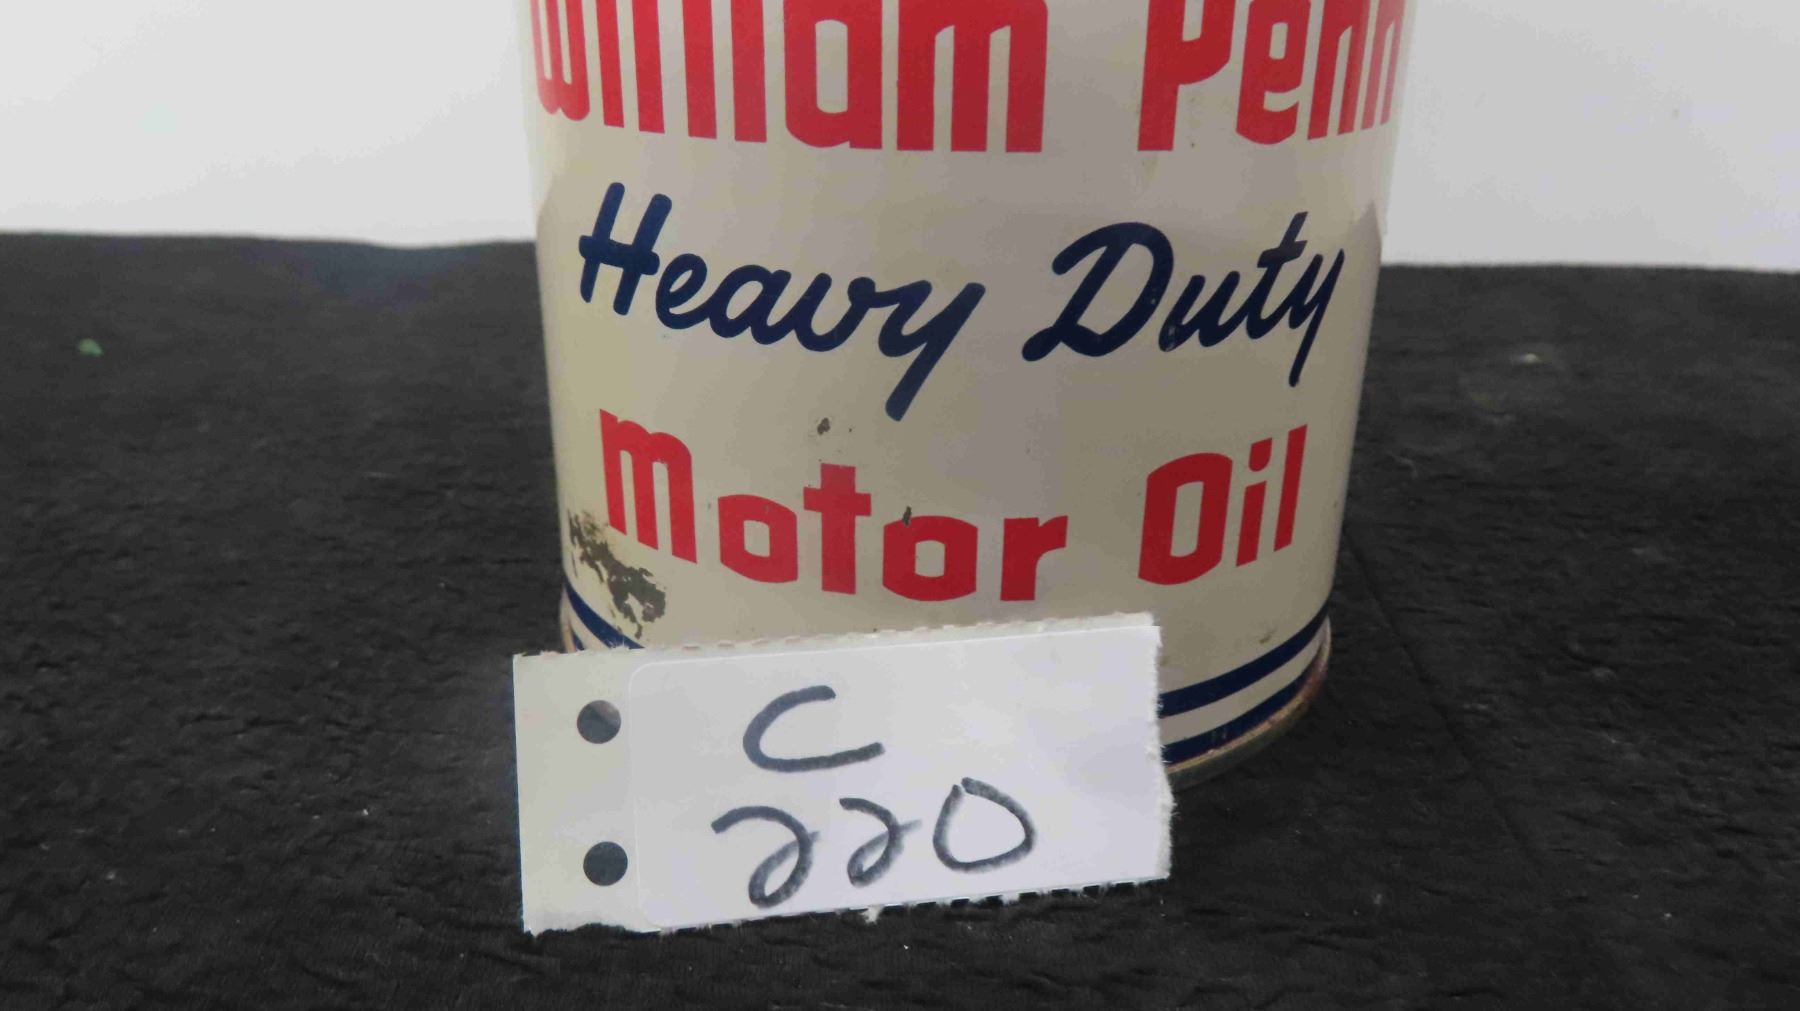 William Penn
Heavy Duty
Motor Oil
C
220